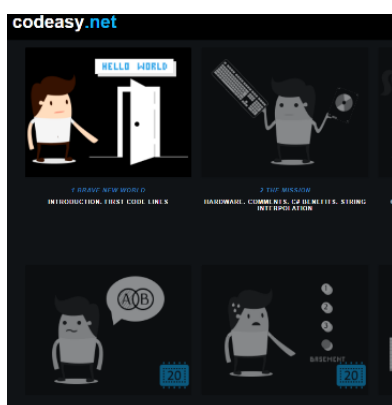 codeasy.net
HELLO WORLD
1 BRAVE NEW WORLD
INTRODUCTION. FIRST CODE LINES
2 THE MISSION
HARDWARE. COMMENTS. C# BENEFITS. STRING
INTERPOLATION
A B
1
2
3
BASEMENT
20
20